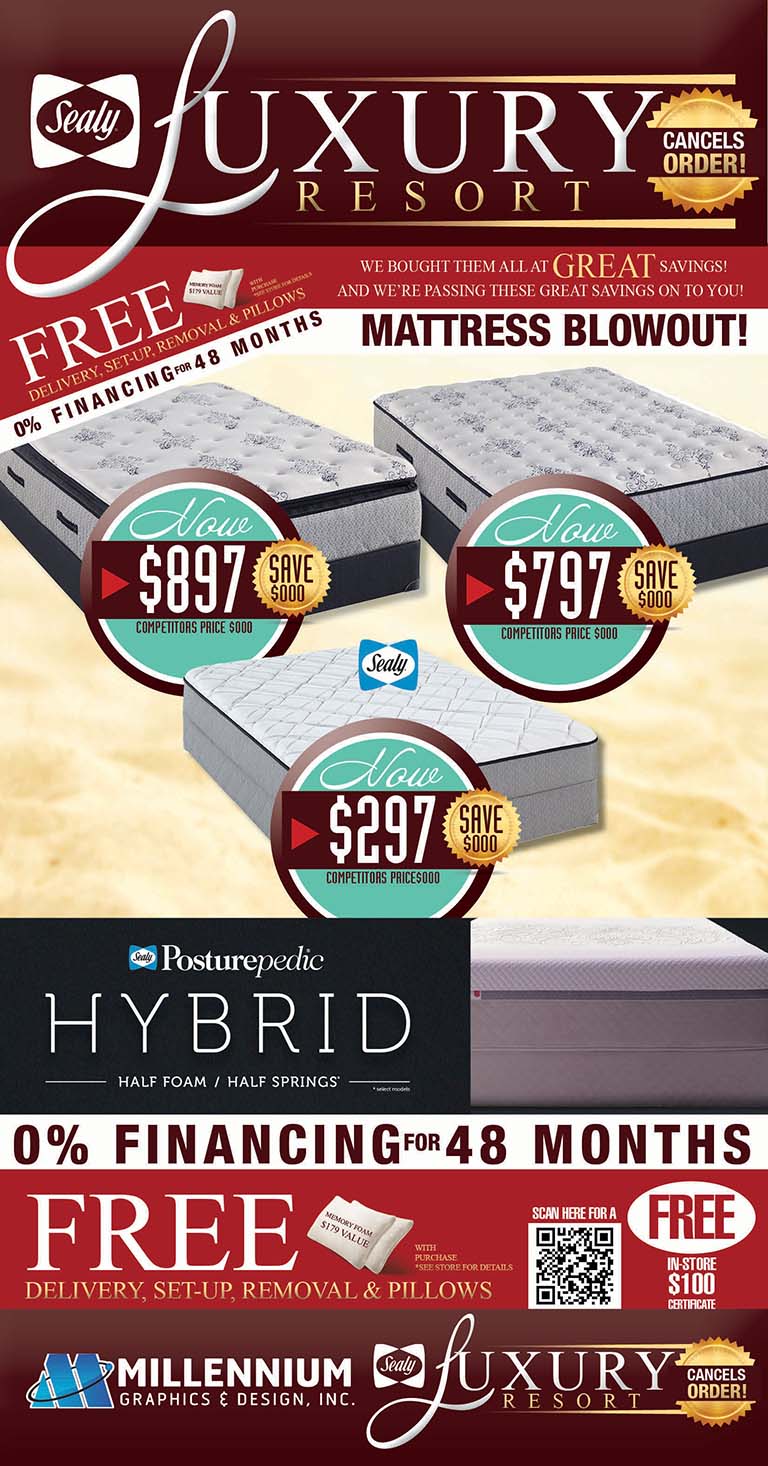 Sealy
LUXURY
RESORT
CANCELS
ORDER!
WE BOUGHT THEM ALL AT GREAT SAVINGS!
AND WE'RE PASSING THESE GREAT SAVINGS ON TO YOU!
MEMORY FOAM
$179 VALUE
WITH
PURCHASE
*SEE STORE FOR DETAILS
FREE
DELIVERY, SET-UP, REMOVAL & PILLOWS
0% FINANCING FOR 48 MONTHS
MATTRESS BLOWOUT!
Now
$897
SAVE
$000
COMPETITORS PRICE $000
Now
$797
SAVE
$000
COMPETITORS PRICE $000
Sealy
Now
$297
SAVE
$000
COMPETITORS PRICE$000
Sealy Posturepedic
HYBRID
HALF FOAM / HALF SPRINGS*
* select models
0% FINANCING FOR 48 MONTHS
FREE
MEMORY FOAM
$179 VALUE
WITH
PURCHASE
*SEE STORE FOR DETAILS
DELIVERY, SET-UP, REMOVAL & PILLOWS
SCAN HERE FOR A
FREE
IN-STORE
$100
CERTIFICATE
MILLENNIUM
GRAPHICS & DESIGN, INC.
Sealy
LUXURY
RESORT
CANCELS
ORDER!